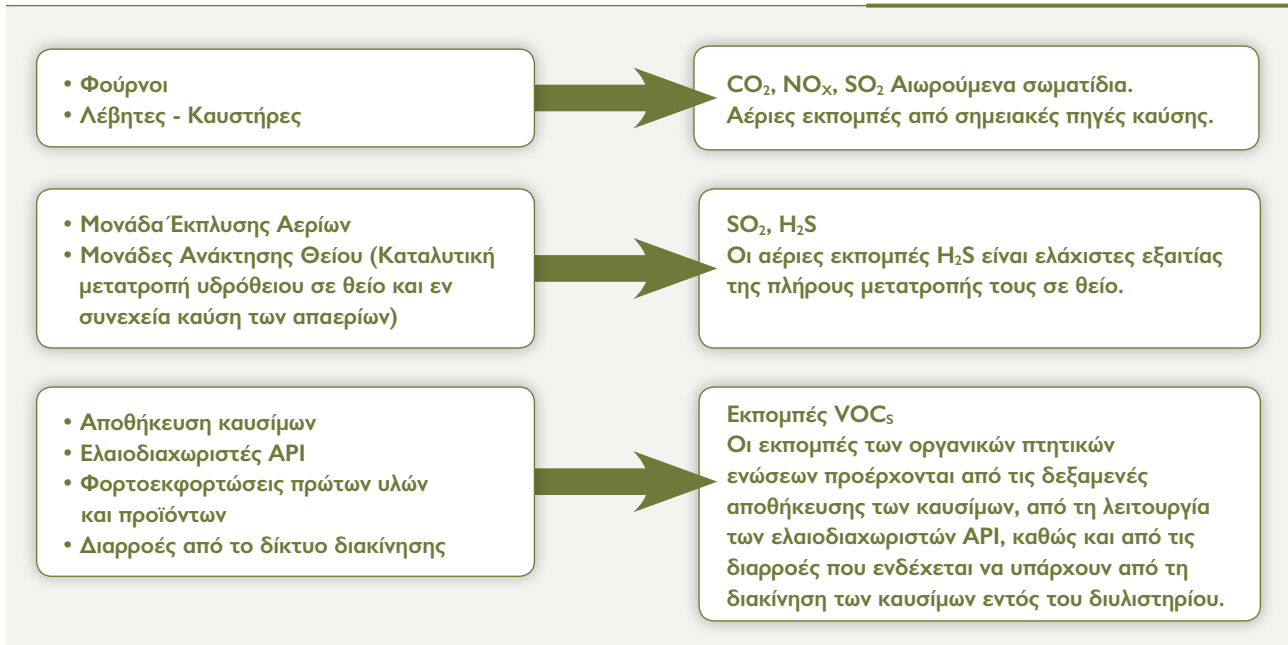 • Φούρνοι
• Λέβητες - Καυστήρες
CO₂, NOₓ, SO₂ Αιωρούμενα σωματίδια.
Αέριες εκπομπές από σημειακές πηγές καύσης.
• Μονάδα Έκπλυσης Αερίων
• Μονάδες Ανάκτησης Θείου (Καταλυτική
μετατροπή υδρόθειου σε θείο και εν
συνεχεία καύση των απαερίων)
SO₂, H₂S
Οι αέριες εκπομπές H₂S είναι ελάχιστες εξαιτίας
της πλήρους μετατροπής τους σε θείο.
• Αποθήκευση καυσίμων
• Ελαιοδιαχωριστές API
• Φορτοεκφορτώσεις πρώτων υλών
και προϊόντων
• Διαρροές από το δίκτυο διακίνησης
Εκπομπές VOCₛ
Οι εκπομπές των οργανικών πτητικών
ενώσεων προέρχονται από τις δεξαμενές
αποθήκευσης των καυσίμων, από τη λειτουργία
των ελαιοδιαχωριστών API, καθώς και από τις
διαρροές που ενδέχεται να υπάρχουν από τη
διακίνηση των καυσίμων εντός του διυλιστηρίου.